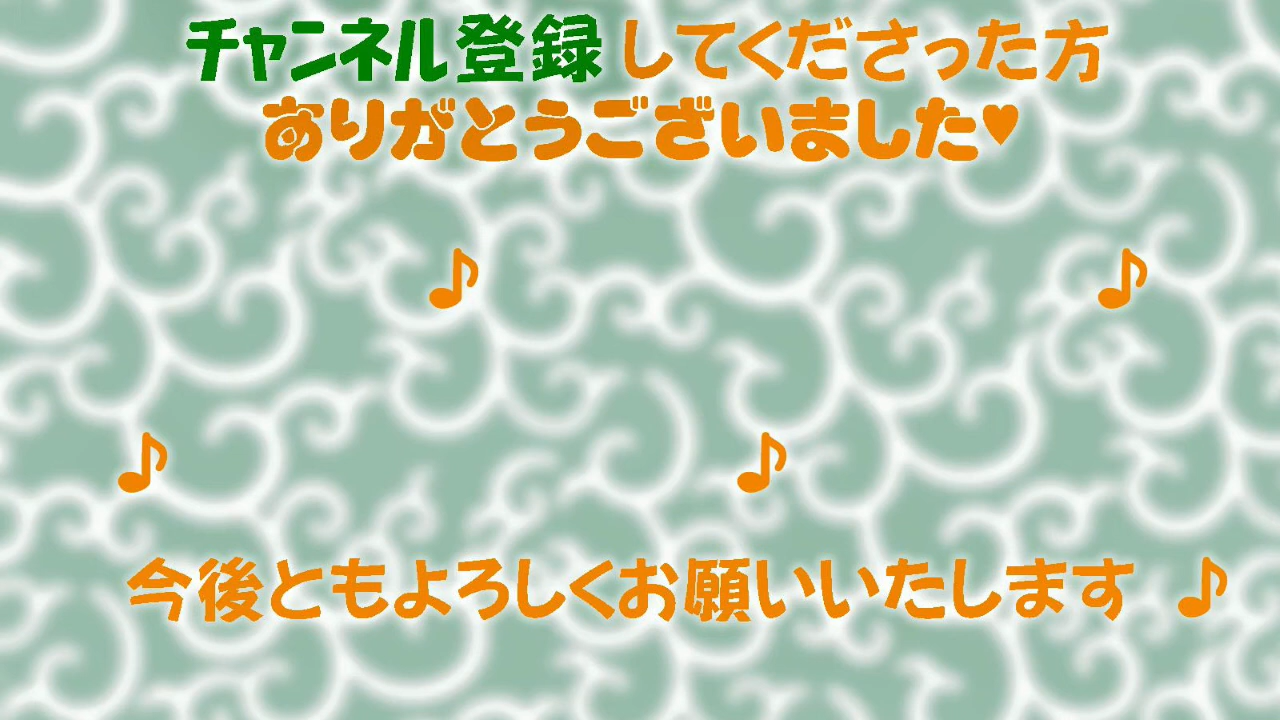 チャンネル登録してくださった方
ありがとうございました♥
♪ ♪
♪ ♪
今後ともよろしくお願いいたします ♪